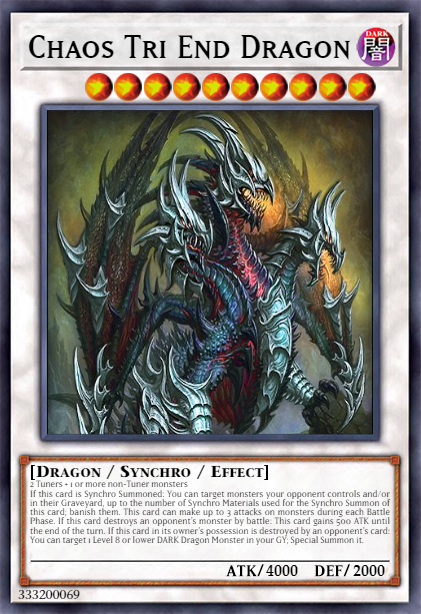 Chaos Tri End Dragon
DARK
闇
[Dragon / Synchro / Effect]
2 Tuners + 1 or more non-Tuner monsters
If this card is Synchro Summoned: You can target monsters your opponent controls and/or
in their Graveyard, up to the number of Synchro Materials used for the Synchro Summon of
this card; banish them. This card can make up to 3 attacks on monsters during each Battle
Phase. If this card destroys an opponent's monster by battle: This card gains 500 ATK until
the end of the turn. If this card in its owner's possession is destroyed by an opponent's card:
You can target 1 Level 8 or lower DARK Dragon Monster in your GY; Special Summon it.
ATK/4000 DEF/2000
333200069